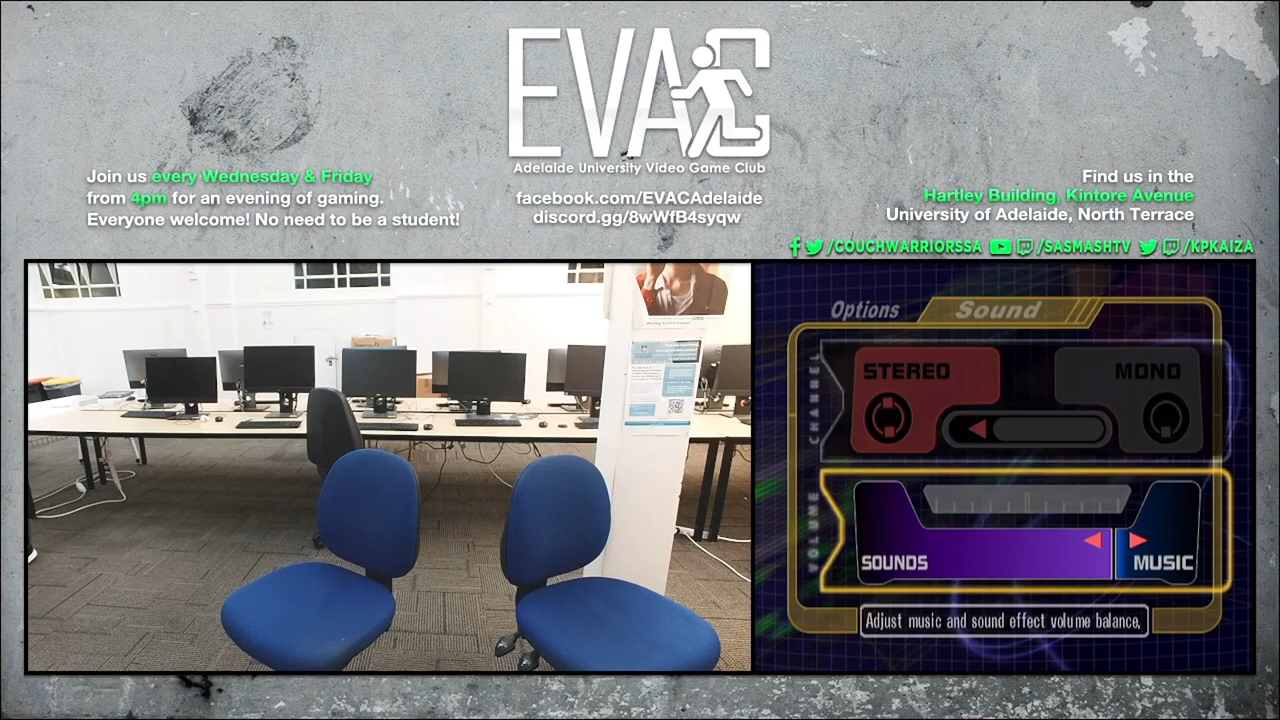 EVAC
Adelaide University Video Game Club
Join us every Wednesday & Friday
from 4pm for an evening of gaming.
Everyone welcome! No need to be a student!
facebook.com/EVACAdelaide
discord.gg/8wWfB4syqw
Find us in the
Hartley Building, Kintore Avenue
University of Adelaide, North Terrace
/COUCHWARRIORSSA /SASMASHTV /KPKAIZA
Options Sound
CHANNEL
STEREO MONO
VOLUME
SOUNDS MUSIC
Adjust music and sound effect volume balance.